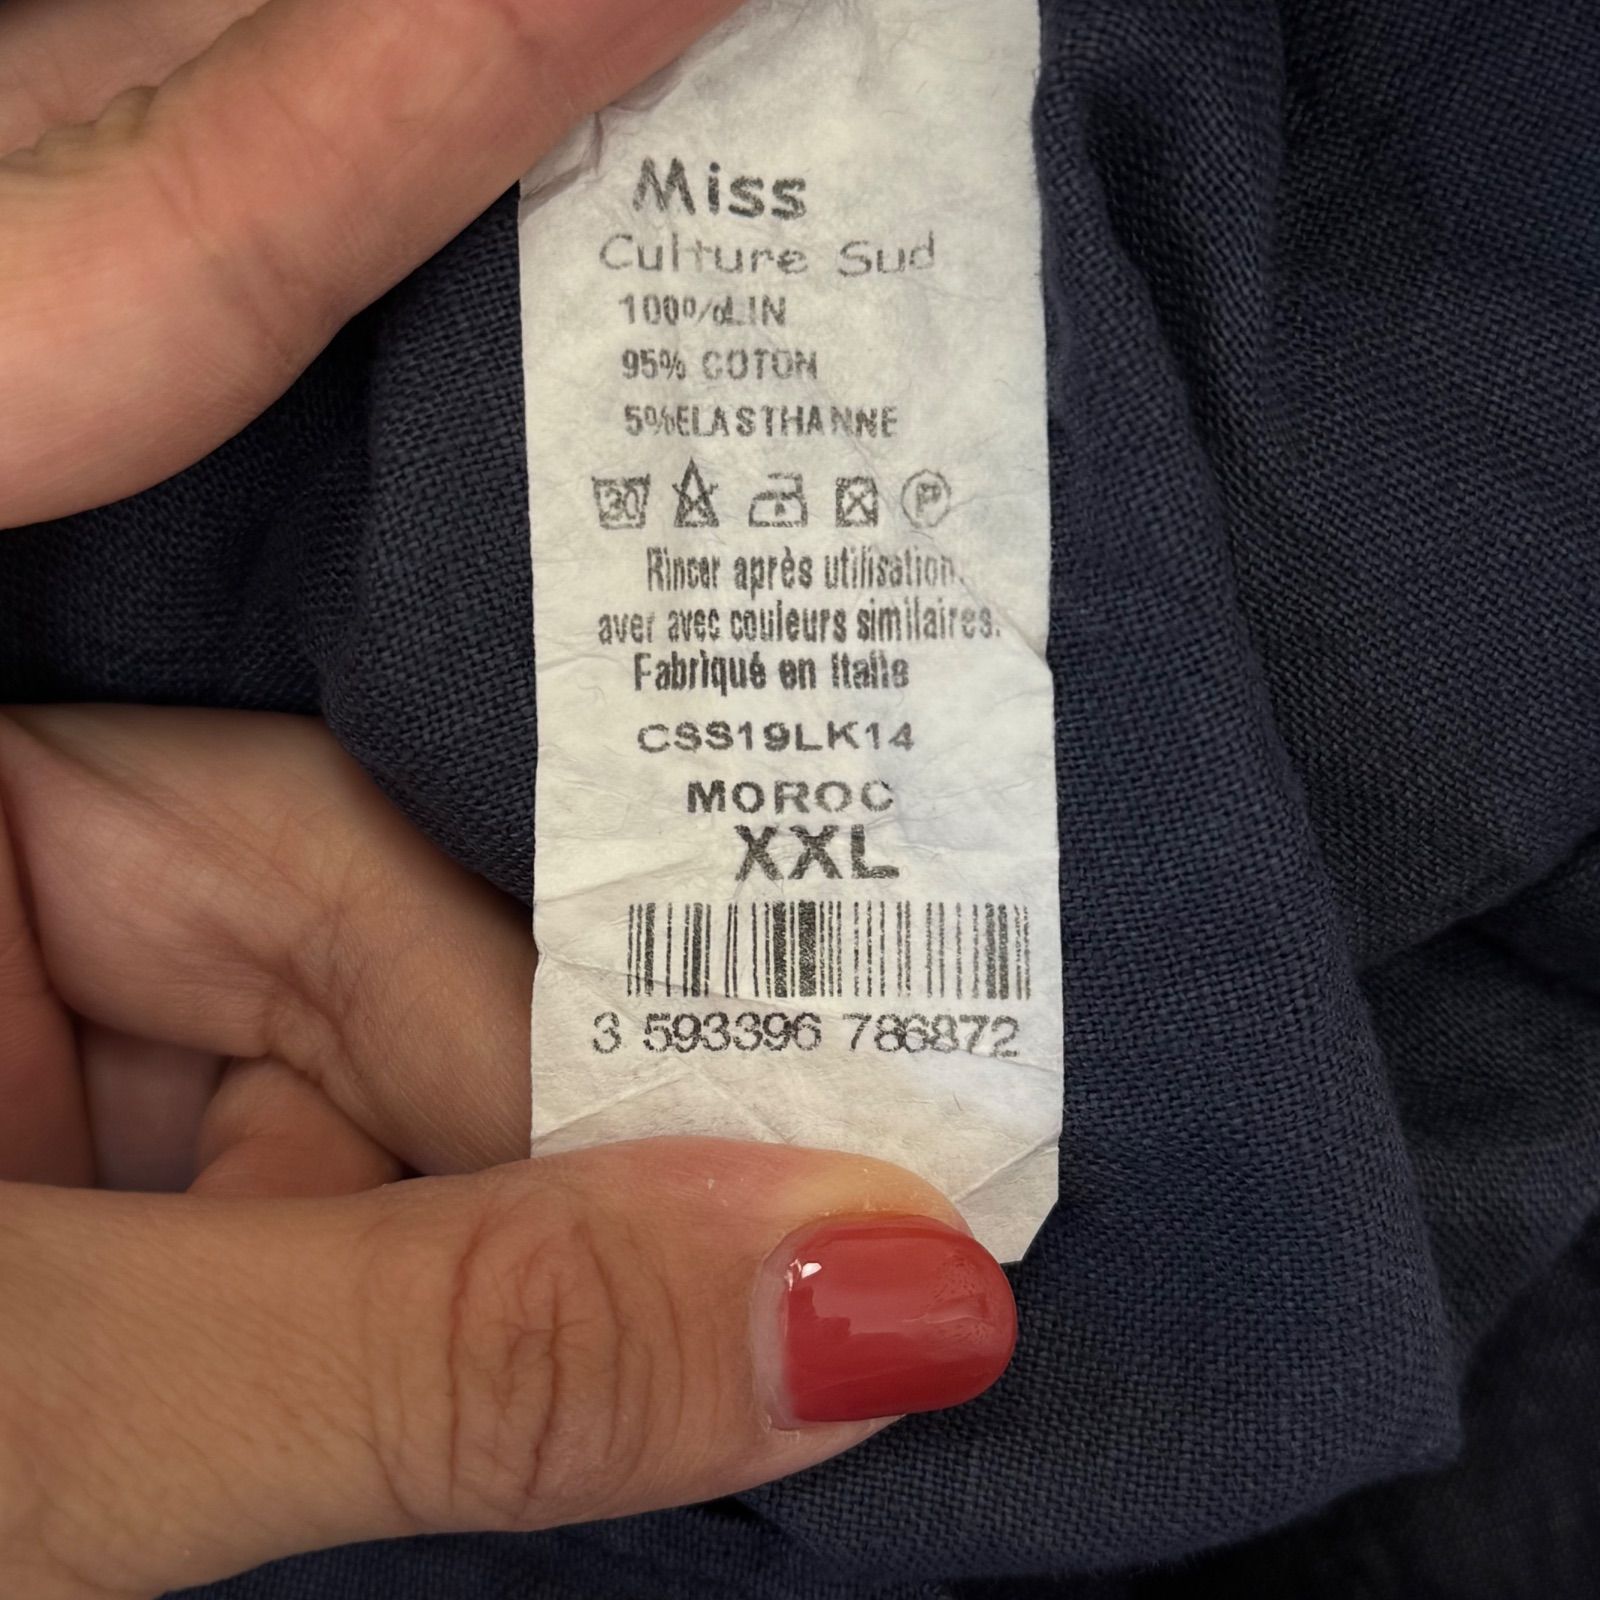 Miss
Culture Sud
100% LIN
95% COTON
5%ELASTHANNE
30
P
Rincer après utilisation.
aver avec couleurs similaires.
Fabriqué en Italie
CSS19LK14
MOROC
XXL
3 593396 786872